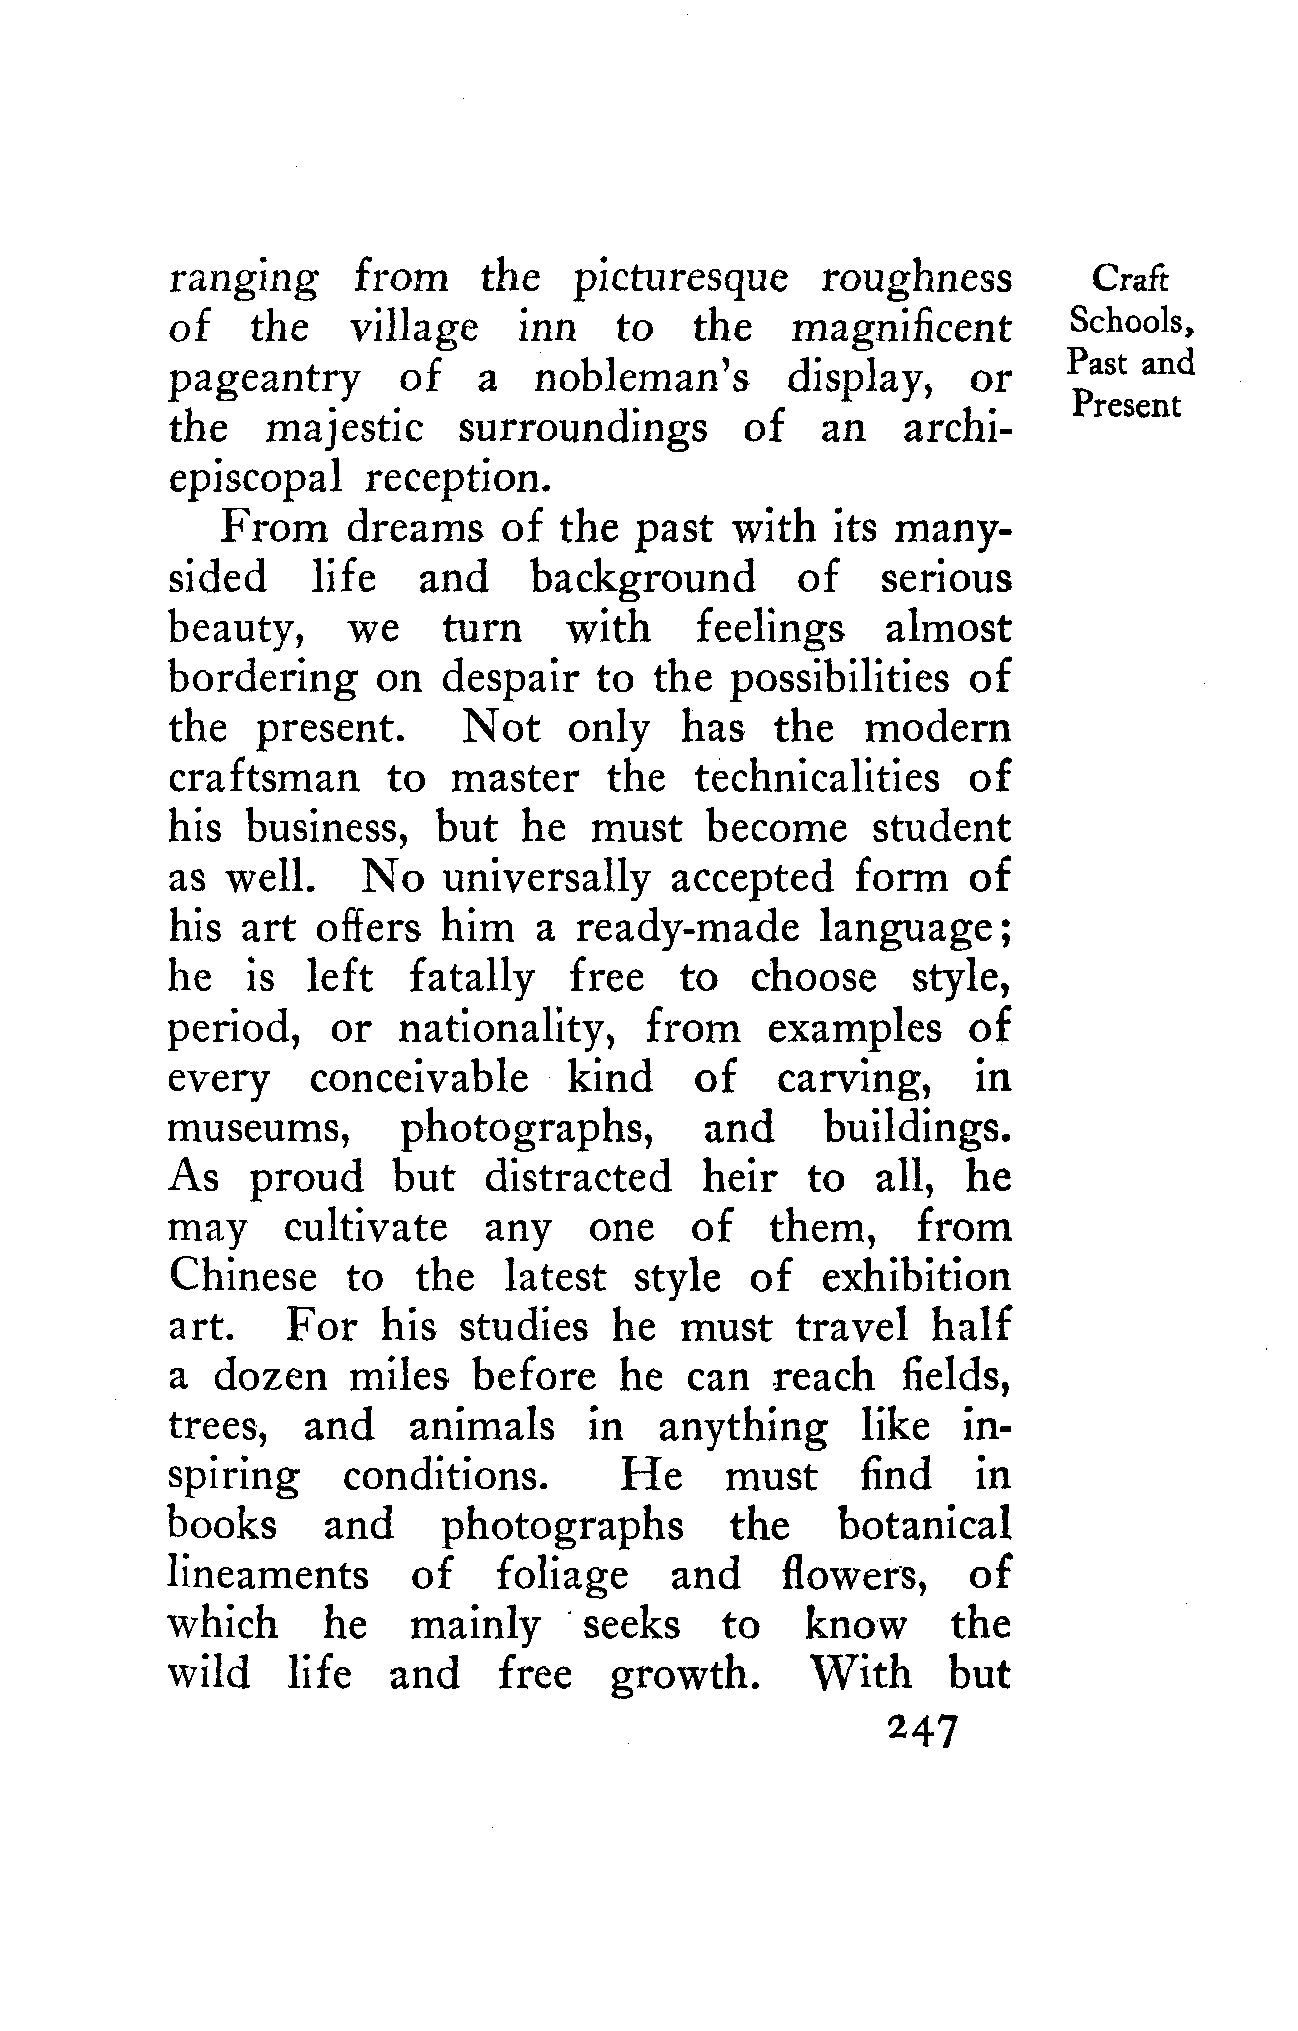 ranging from the picturesque roughness
of the village inn to the magnificent
pageantry of a nobleman's display, or
the majestic surroundings of an archi-
episcopal reception.
From dreams of the past with its many-
sided life and background of serious
beauty, we turn with feelings almost
bordering on despair to the possibilities of
the present. Not only has the modern
craftsman to master the technicalities of
his business, but he must become student
as well. No universally accepted form of
his art offers him a ready-made language;
he is left fatally free to choose style,
period, or nationality, from examples of
every conceivable kind of carving, in
museums, photographs, and buildings.
As proud but distracted heir to all, he
may cultivate any one of them, from
Chinese to the latest style of exhibition
art. For his studies he must travel half
a dozen miles before he can reach fields,
trees, and animals in anything like in-
spiring conditions. He must find in
books and photographs the botanical
lineaments of foliage and flowers, of
which he mainly seeks to know the
wild life and free growth. With but
247
Craft
Schools,
Past and
Present